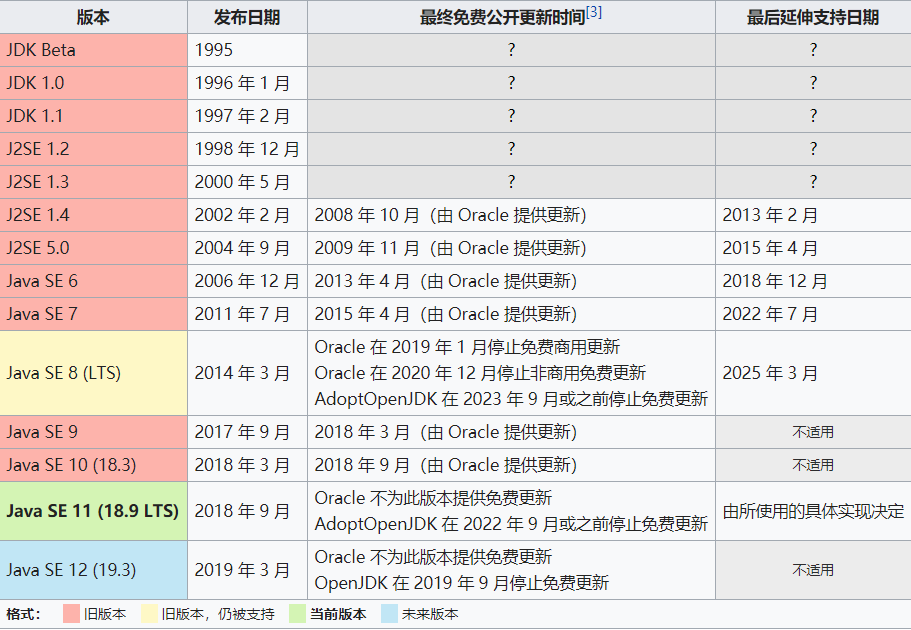 版本 发布日期 最终免费公开更新时间[3] 最后延伸支持日期
JDK Beta 1995 ? ?
JDK 1.0 1996 年 1 月 ? ?
JDK 1.1 1997 年 2 月 ? ?
J2SE 1.2 1998 年 12 月 ? ?
J2SE 1.3 2000 年 5 月 ? ?
J2SE 1.4 2002 年 2 月 2008 年 10 月（由 Oracle 提供更新） 2013 年 2 月
J2SE 5.0 2004 年 9 月 2009 年 11 月（由 Oracle 提供更新） 2015 年 4 月
Java SE 6 2006 年 12 月 2013 年 4 月（由 Oracle 提供更新） 2018 年 12 月
Java SE 7 2011 年 7 月 2015 年 4 月（由 Oracle 提供更新） 2022 年 7 月
Java SE 8 (LTS) 2014 年 3 月 Oracle 在 2019 年 1 月停止免费商用更新
Oracle 在 2020 年 12 月停止非商用免费更新
AdoptOpenJDK 在 2023 年 9 月或之前停止免费更新 2025 年 3 月
Java SE 9 2017 年 9 月 2018 年 3 月（由 Oracle 提供更新） 不适用
Java SE 10 (18.3) 2018 年 3 月 2018 年 9 月（由 Oracle 提供更新） 不适用
Java SE 11 (18.9 LTS) 2018 年 9 月 Oracle 不为此版本提供免费更新
AdoptOpenJDK 在 2022 年 9 月或之前停止免费更新 由所使用的具体实现决定
Java SE 12 (19.3) 2019 年 3 月 Oracle 不为此版本提供免费更新
OpenJDK 在 2019 年 9 月停止免费更新 不适用
格式： 旧版本 旧版本，仍被支持 当前版本 未来版本